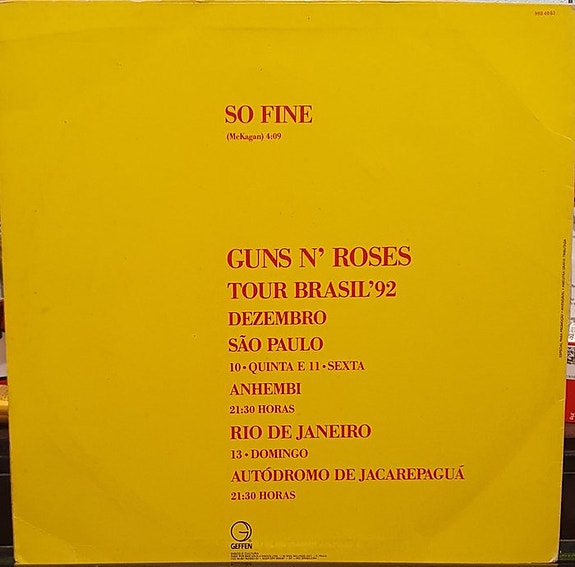 SO FINE
(McKagan) 4:09
GUNS N' ROSES
TOUR BRASIL'92
DEZEMBRO
SÃO PAULO
10 • QUINTA E 11 • SEXTA
ANHEMBI
21:30 HORAS
RIO DE JANEIRO
13 • DOMINGO
AUTÓDROMO DE JACAREPAGUÁ
21:30 HORAS
GEFFEN